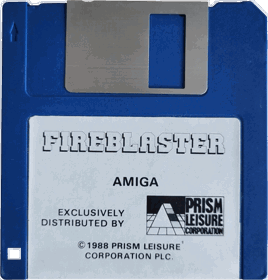 FIREBLASTER
AMIGA
EXCLUSIVELY
DISTRIBUTED BY
PRISM
LEISURE
CORPORATION
©1988 PRISM LEISURE
CORPORATION PLC.